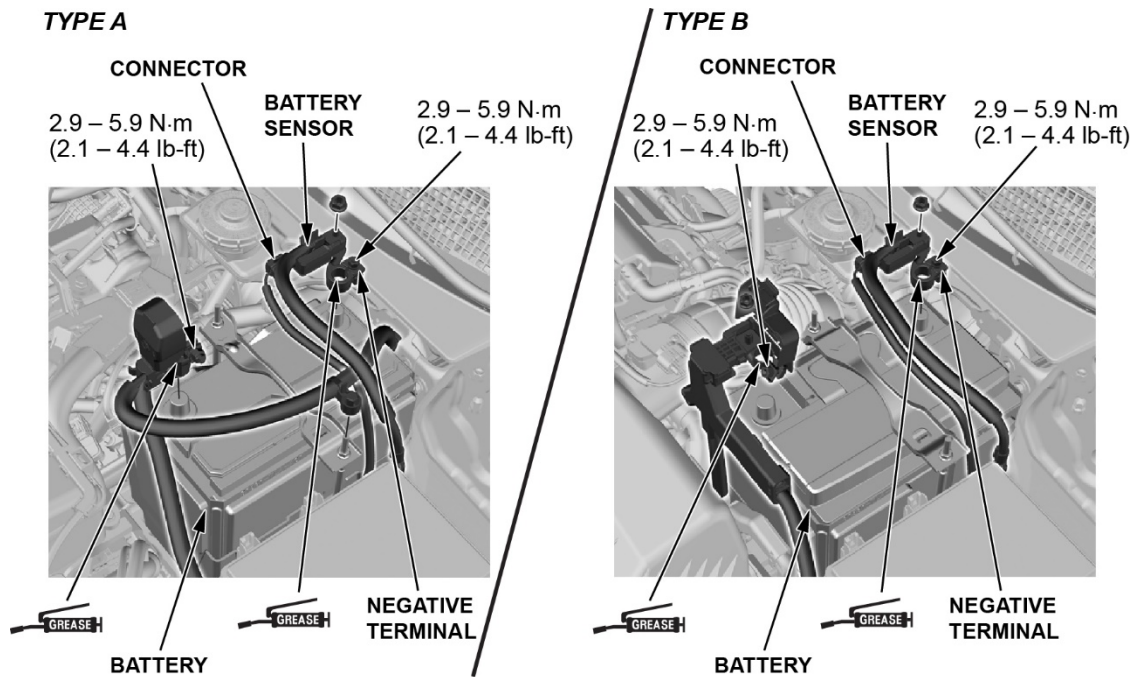 TYPE A
CONNECTOR
BATTERY
SENSOR
2.9 – 5.9 N·m
(2.1 – 4.4 lb-ft)
2.9 – 5.9 N·m
(2.1 – 4.4 lb-ft)
GREASE
GREASE
NEGATIVE
TERMINAL
BATTERY
TYPE B
CONNECTOR
BATTERY
SENSOR
2.9 – 5.9 N·m
(2.1 – 4.4 lb-ft)
2.9 – 5.9 N·m
(2.1 – 4.4 lb-ft)
GREASE
GREASE
NEGATIVE
TERMINAL
BATTERY